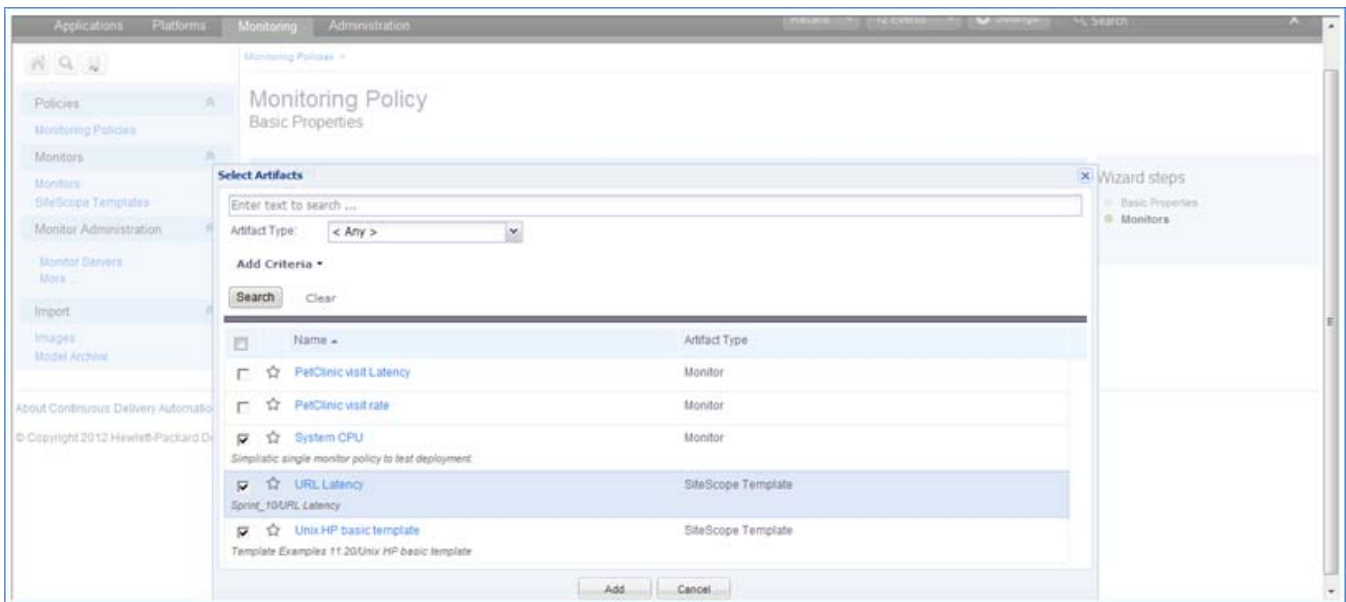 Applications Platforms Monitoring Administration Recent 12 Events Settings Search
Monitoring Policies >
Policies
Monitoring Policy
Monitoring Policies
Basic Properties
Monitors
Select Artifacts
Wizard steps
Monitors
SiteScope Templates
Enter text to search ...
Basic Properties
Monitors
Monitor Administration
Artifact Type: < Any >
Monitor Servers
More ...
Add Criteria
Search Clear
Import
Images
Model Archive
Name Artifact Type
PetClinic visit Latency Monitor
About Continuous Delivery Automatio
PetClinic visit rate Monitor
© Copyright 2012 Hewlett-Packard De
System CPU Monitor
Simplistic single monitor policy to test deployment
URL Latency SiteScope Template
Sprint_10/URL Latency
Unix HP basic template SiteScope Template
Template Examples 11.20/Unix HP basic template
Add Cancel